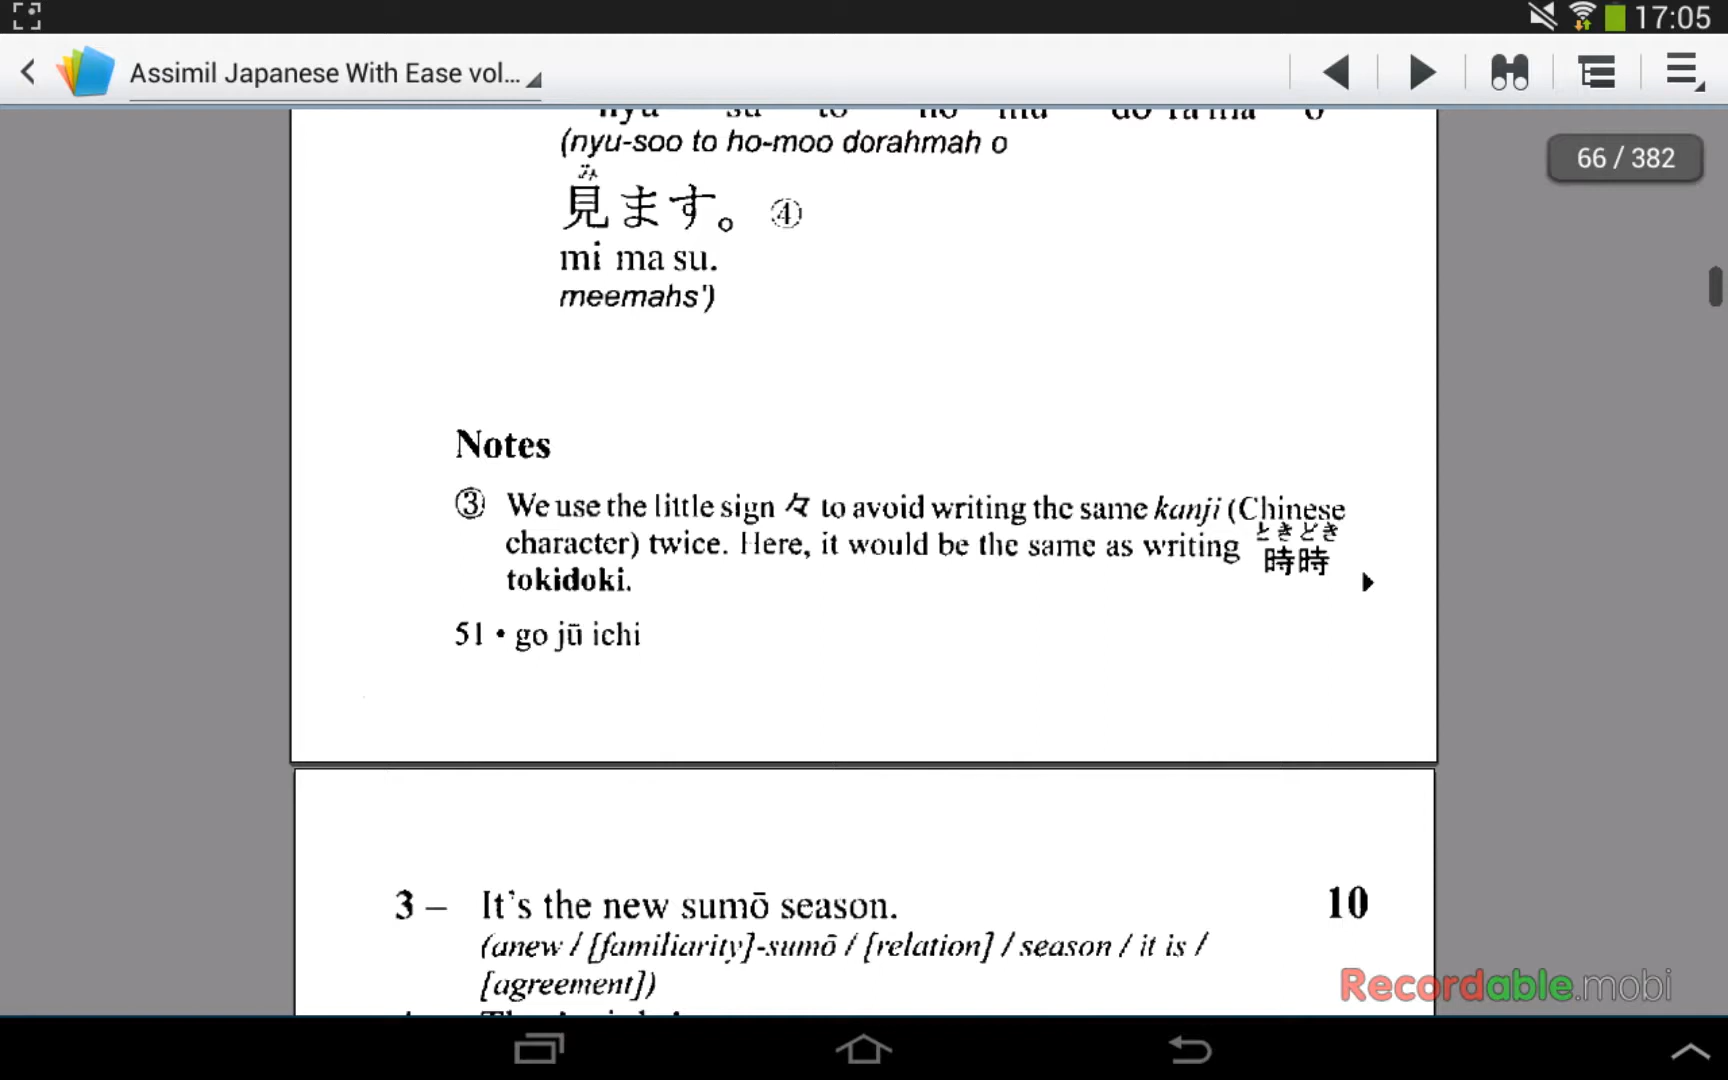 17:05
Assimil Japanese With Ease vol...
66 / 382
(nyu-soo to ho-moo dorahmah o
み
見ます。 ④
mi ma su.
meemahs')
Notes
③ We use the little sign 々 to avoid writing the same kanji (Chinese
character) twice. Here, it would be the same as writing 時時
ときどき
tokidoki.
51 • go jū ichi
3 – It's the new sumō season. 10
(anew / [familiarity]-sumō / [relation] / season / it is /
[agreement])
Recordable.mobi